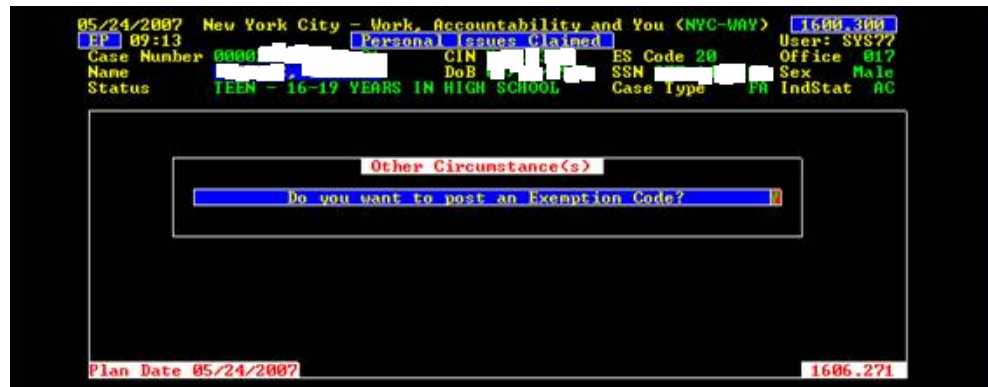 05/24/2007 New York City - Work, Accountability and You (NYC-WAY) 1600.300
EP 09:13 Personal Issues Claimed User: SYS??
Case Number CIN ES Code 20 Office 017
Name DoB SSN Sex Male
Status TEEN - 16-19 YEARS IN HIGH SCHOOL Case Type FA IndStat AC
Other Circumstance(s)
Do you want to post an Exemption Code?
Plan Date 05/24/2007 1606.271